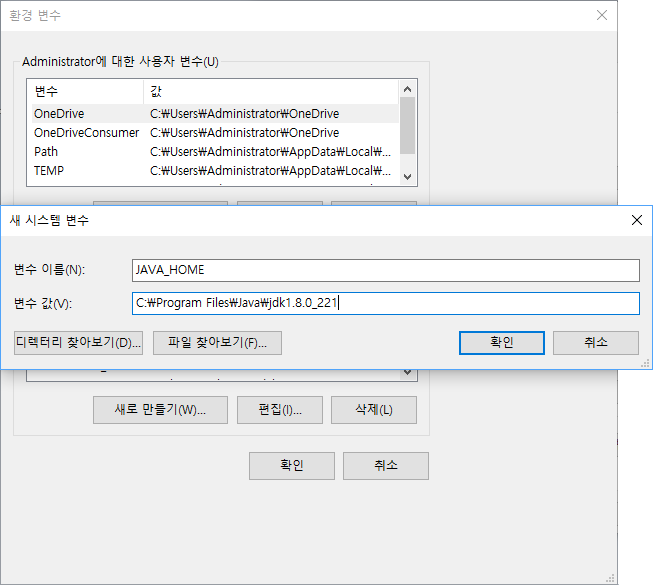 환경 변수
Administrator에 대한 사용자 변수(U)
변수 값
OneDrive C:₩Users₩Administrator₩OneDrive
OneDriveConsumer C:₩Users₩Administrator₩OneDrive
Path C:₩Users₩Administrator₩AppData₩Local₩...
TEMP C:₩Users₩Administrator₩AppData₩Local₩...
새 시스템 변수
변수 이름(N): JAVA_HOME
변수 값(V): C:₩Program Files₩Java₩jdk1.8.0_221
디렉터리 찾아보기(D)... 파일 찾아보기(F)... 확인 취소
새로 만들기(W)... 편집(I)... 삭제(L)
확인 취소